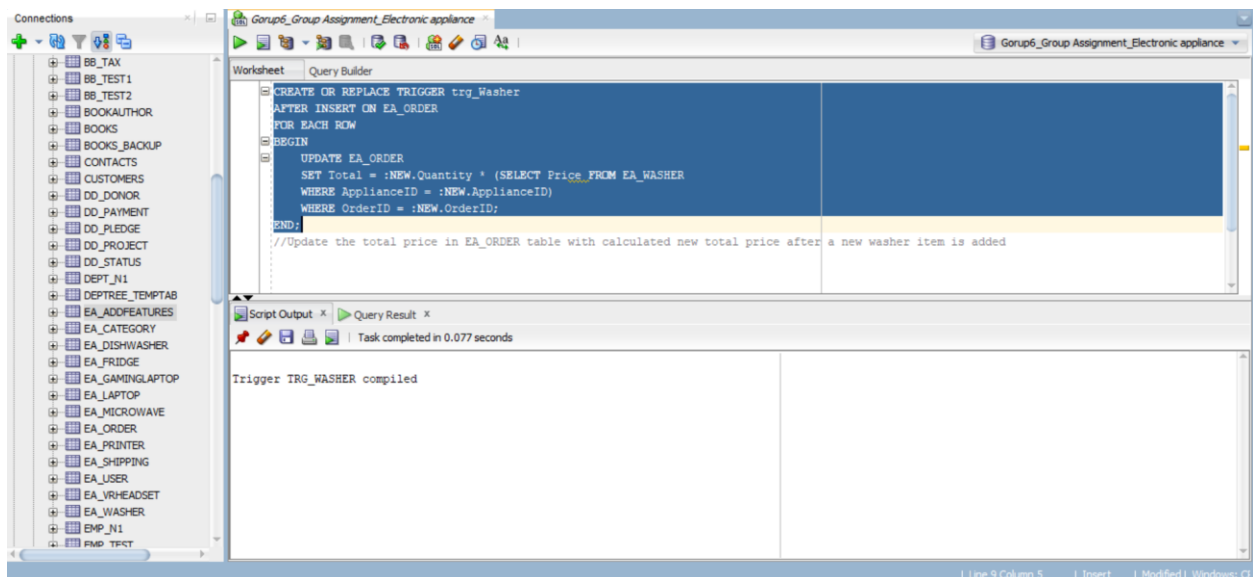 Connections
Gorup6_Group Assignment_Electronic appliance
Gorup6_Group Assignment_Electronic appliance
Worksheet Query Builder
BB_TAX
BB_TEST1
BB_TEST2
BOOKAUTHOR
BOOKS
BOOKS_BACKUP
CONTACTS
CUSTOMERS
DD_DONOR
DD_PAYMENT
DD_PLEDGE
DD_PROJECT
DD_STATUS
DEPT_N1
DEPTREE_TEMPTAB
EA_ADDFEATURES
EA_CATEGORY
EA_DISHWASHER
EA_FRIDGE
EA_GAMINGLAPTOP
EA_LAPTOP
EA_MICROWAVE
EA_ORDER
EA_PRINTER
EA_SHIPPING
EA_USER
EA_VRHEADSET
EA_WASHER
EMP_N1
EMP_TEST
CREATE OR REPLACE TRIGGER trg_Washer
AFTER INSERT ON EA_ORDER
FOR EACH ROW
BEGIN
UPDATE EA_ORDER
SET Total = :NEW.Quantity * (SELECT Price FROM EA_WASHER
WHERE ApplianceID = :NEW.ApplianceID)
WHERE OrderID = :NEW.OrderID;
END;
//Update the total price in EA_ORDER table with calculated new total price after a new washer item is added
Script Output x Query Result x
Task completed in 0.077 seconds
Trigger TRG_WASHER compiled
Line 9 Column 5 | Insert | Modified | Windows: C